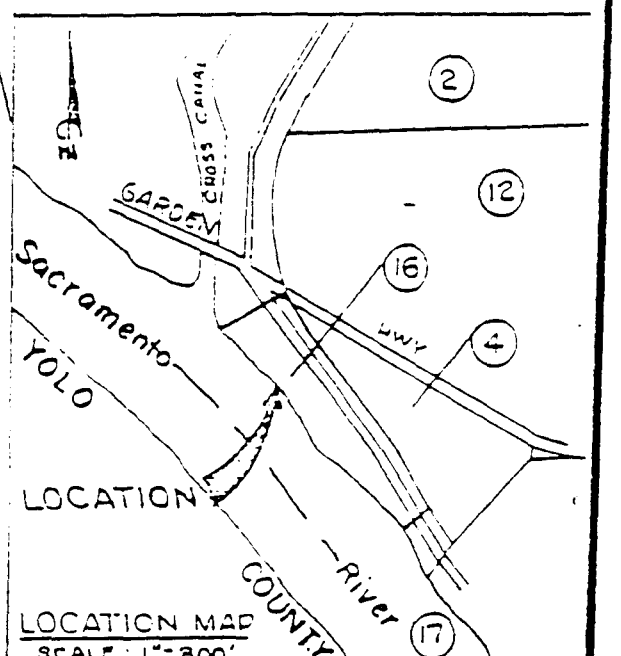 2
CROSS CANAL
12
GARDEN
16
HWY
4
Sacramento
YOLO
LOCATION
River
COUNTY
17
LOCATION MAP
SCALE : 1"=300'